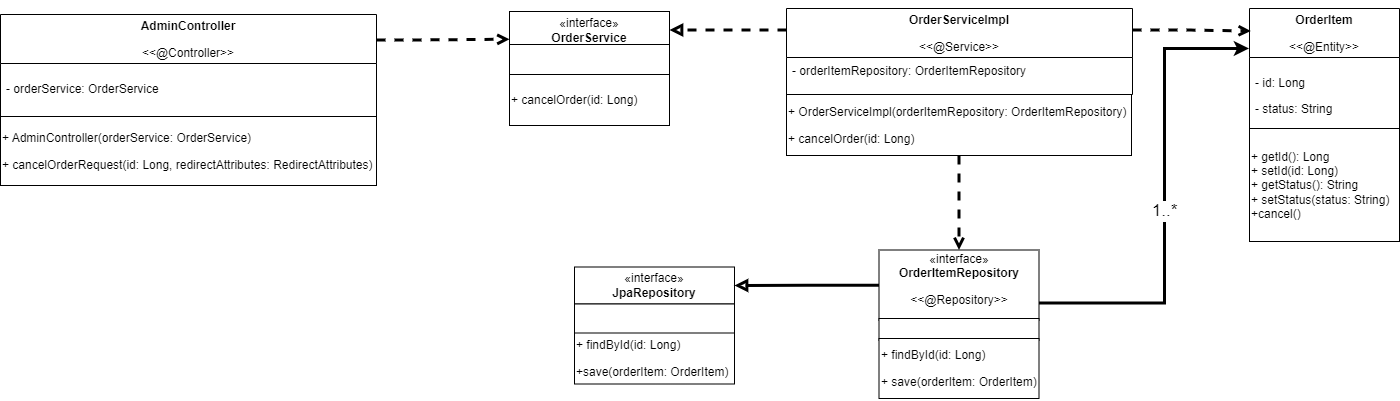 AdminController
<<@Controller>>
- orderService: OrderService
+ AdminController(orderService: OrderService)
+ cancelOrderRequest(id: Long, redirectAttributes: RedirectAttributes)
«interface»
OrderService
+ cancelOrder(id: Long)
OrderServiceImpl
<<@Service>>
- orderItemRepository: OrderItemRepository
+ OrderServiceImpl(orderItemRepository: OrderItemRepository)
+ cancelOrder(id: Long)
OrderItem
<<@Entity>>
- id: Long
- status: String
+ getId(): Long
+ setId(id: Long)
+ getStatus(): String
+ setStatus(status: String)
+cancel()
1..*
«interface»
JpaRepository
+ findById(id: Long)
+save(orderItem: OrderItem)
«interface»
OrderItemRepository
<<@Repository>>
+ findById(id: Long)
+ save(orderItem: OrderItem)